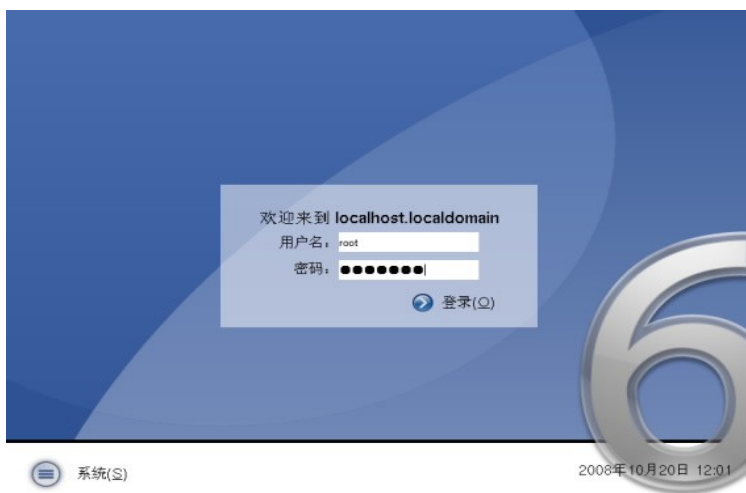 欢迎来到 localhost.localdomain
用户名： root
密码： ●●●●●●●
登录(O)
6
系统(S)
2008年10月20日 12:01